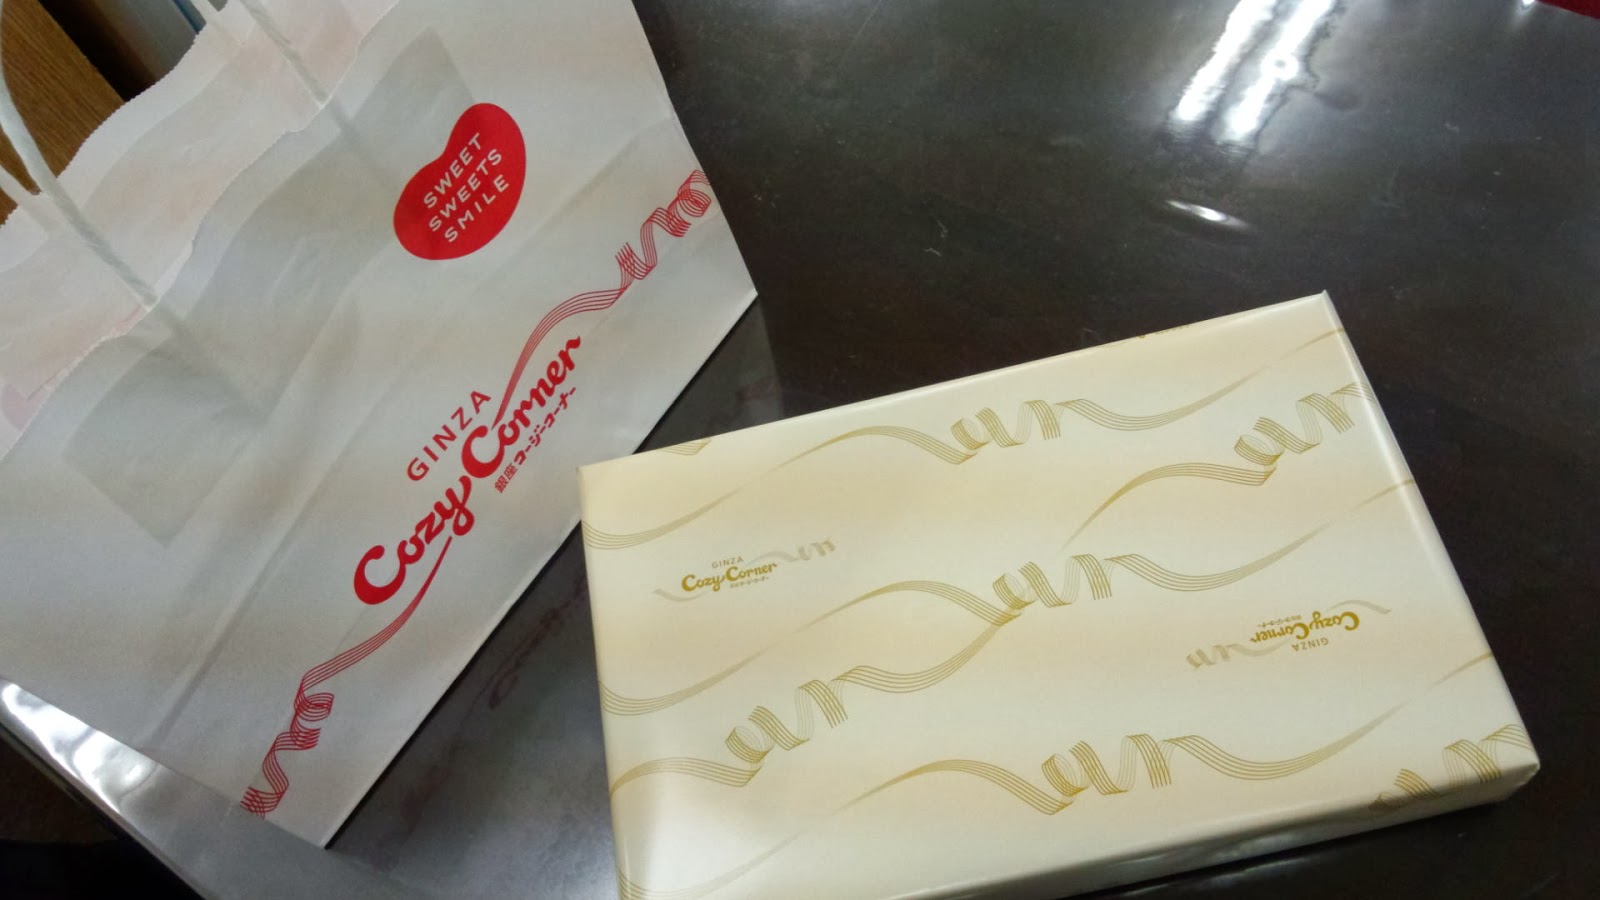 SWEET
SWEETS
SMILE
GINZA
Cozy Corner
銀座コージーコーナー
GINZA
Cozy Corner
GINZA
Cozy Corner